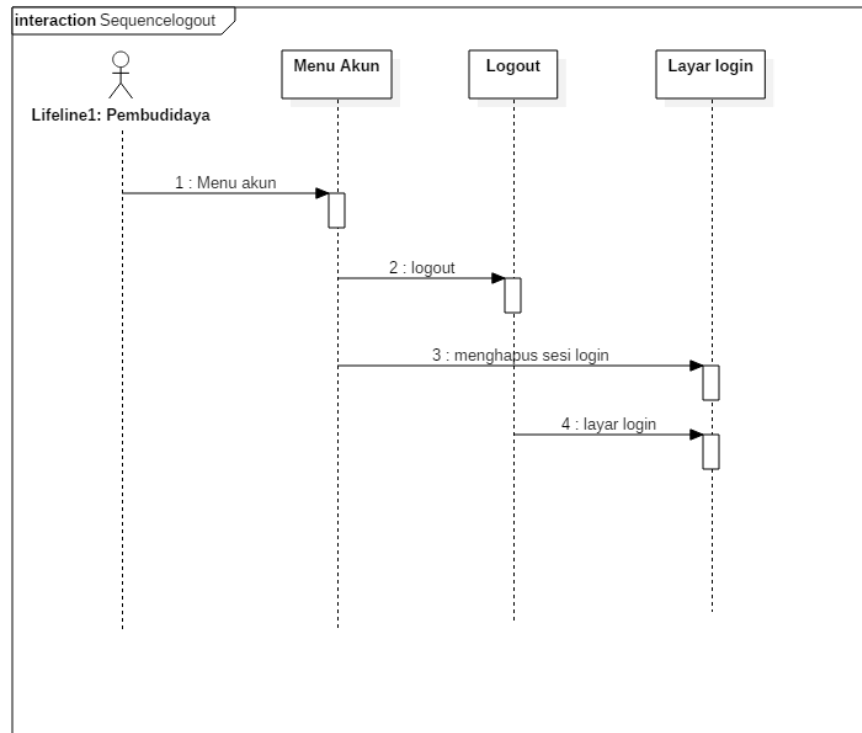 interaction Sequencelogout
Menu Akun
Logout
Layar login
Lifeline1: Pembudidaya
1 : Menu akun
2 : logout
3 : menghapus sesi login
4 : layar login